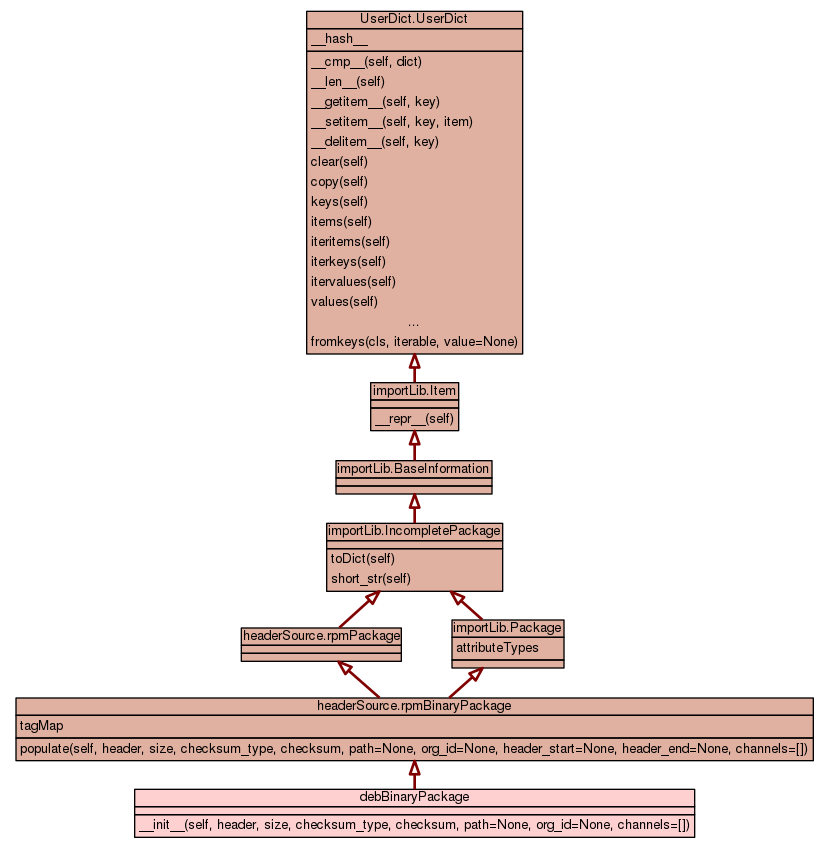 UserDict.UserDict
__hash__
__cmp__(self, dict)
__len__(self)
__getitem__(self, key)
__setitem__(self, key, item)
__delitem__(self, key)
clear(self)
copy(self)
keys(self)
items(self)
iteritems(self)
iterkeys(self)
itervalues(self)
values(self)
...
fromkeys(cls, iterable, value=None)
importLib.Item
__repr__(self)
importLib.BaseInformation
importLib.IncompletePackage
toDict(self)
short_str(self)
headerSource.rpmPackage
importLib.Package
attributeTypes
headerSource.rpmBinaryPackage
tagMap
populate(self, header, size, checksum_type, checksum, path=None, org_id=None, header_start=None, header_end=None, channels=[])
debBinaryPackage
__init__(self, header, size, checksum_type, checksum, path=None, org_id=None, channels=[])